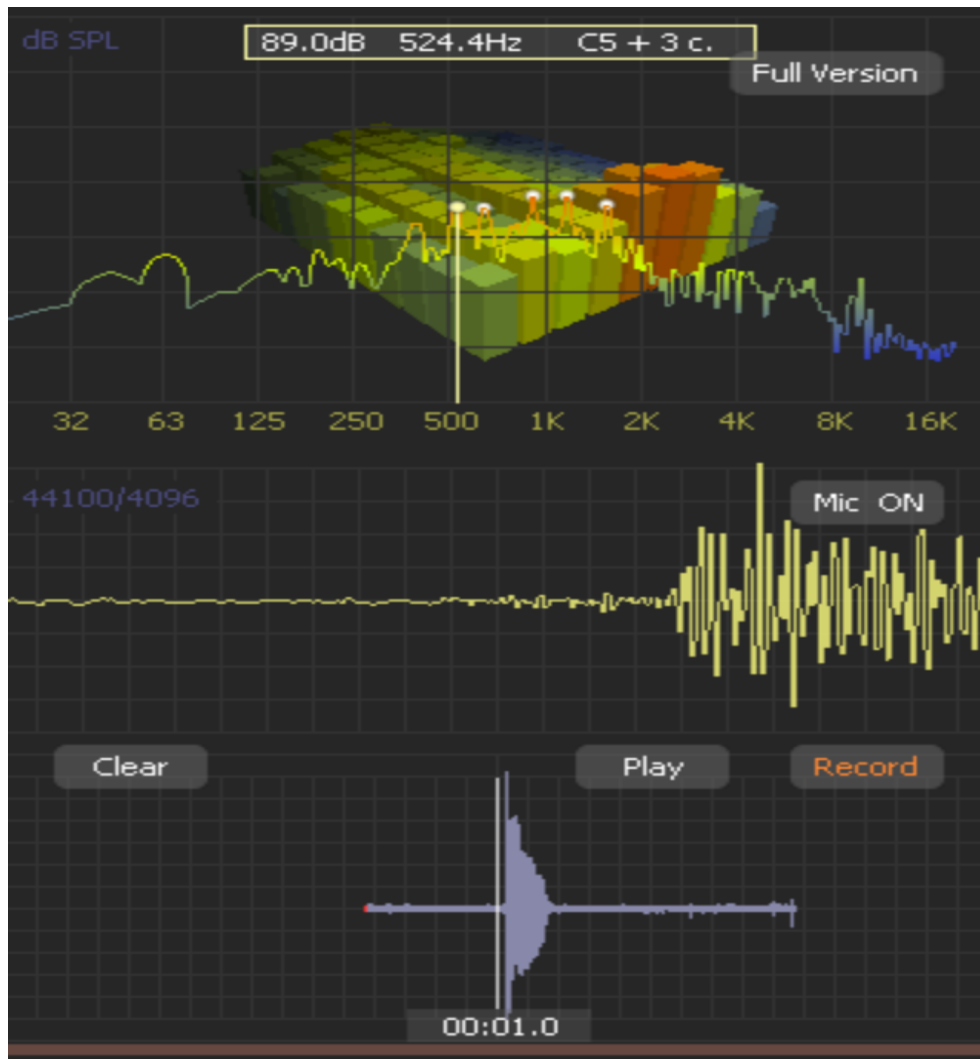 dB SPL 89.0dB 524.4Hz C5 + 3 c.
Full Version
32 63 125 250 500 1K 2K 4K 8K 16K
44100/4096 Mic ON
Clear Play Record
00:01.0